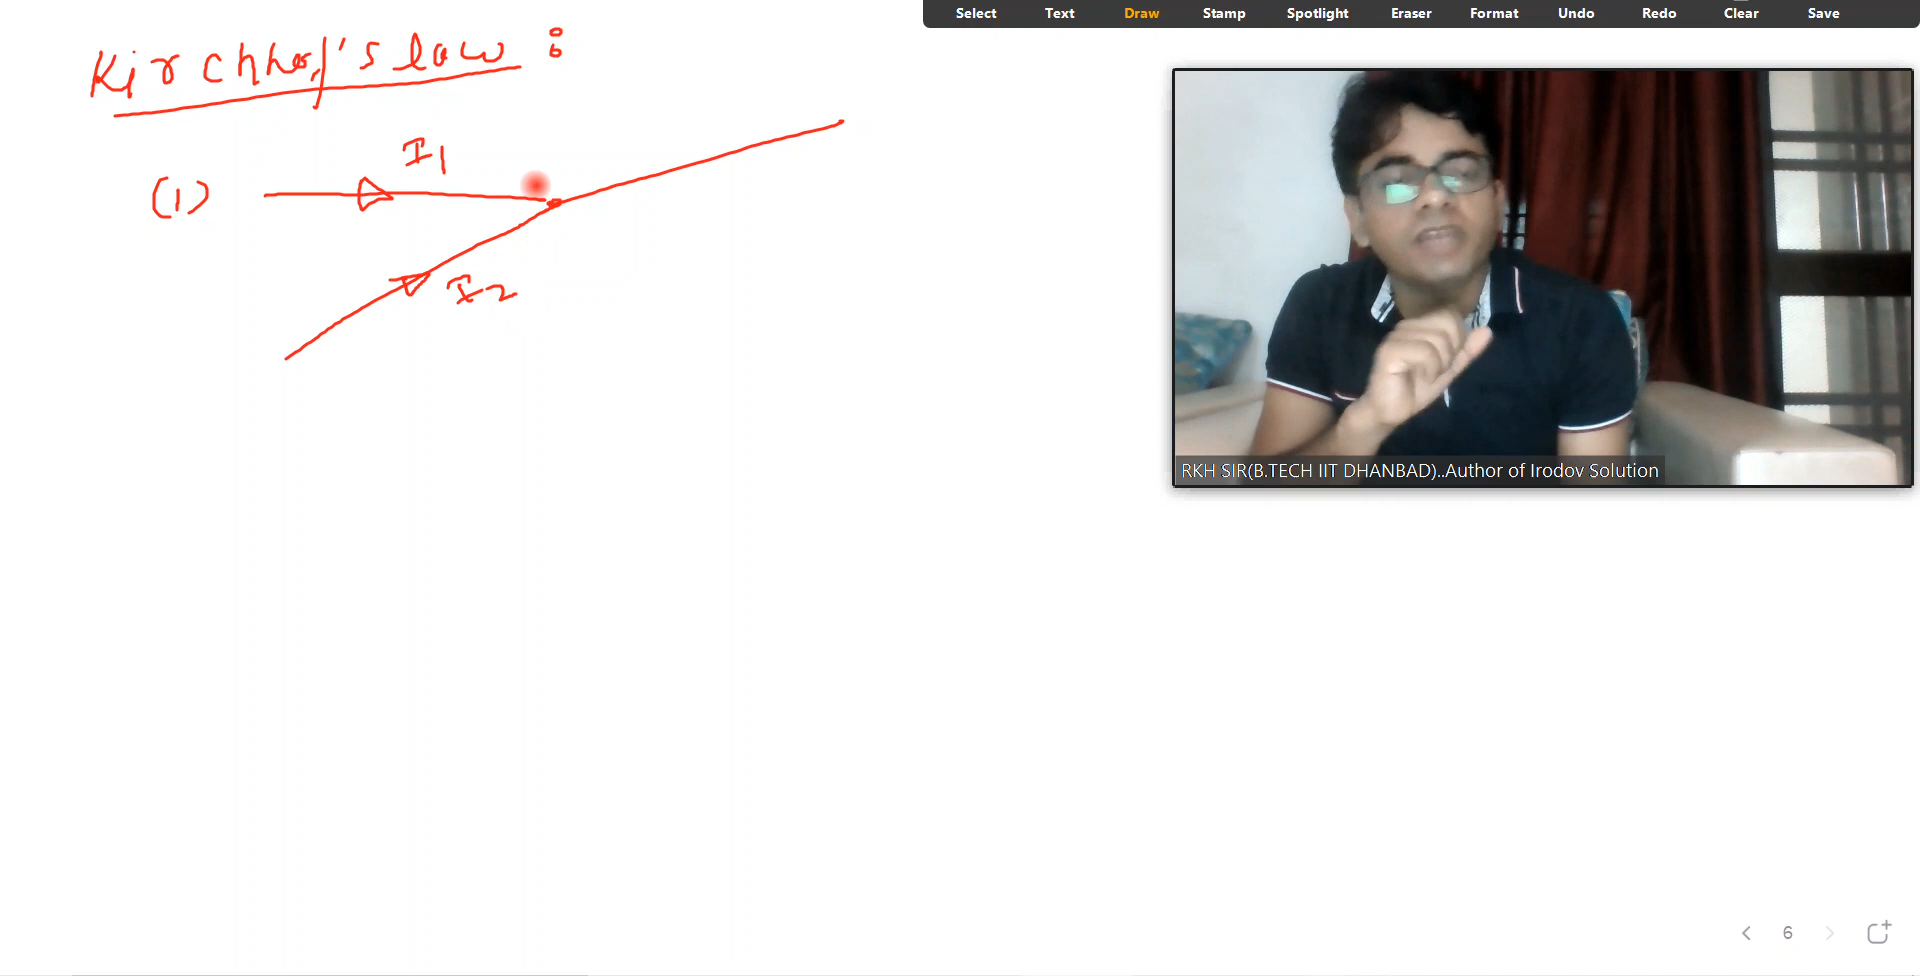 Select Text Draw Stamp Spotlight Eraser Format Undo Redo Clear Save
Kirchhof's law :
I1
(1)
I2
RKH SIR(B.TECH IIT DHANBAD)..Author of Irodov Solution
6